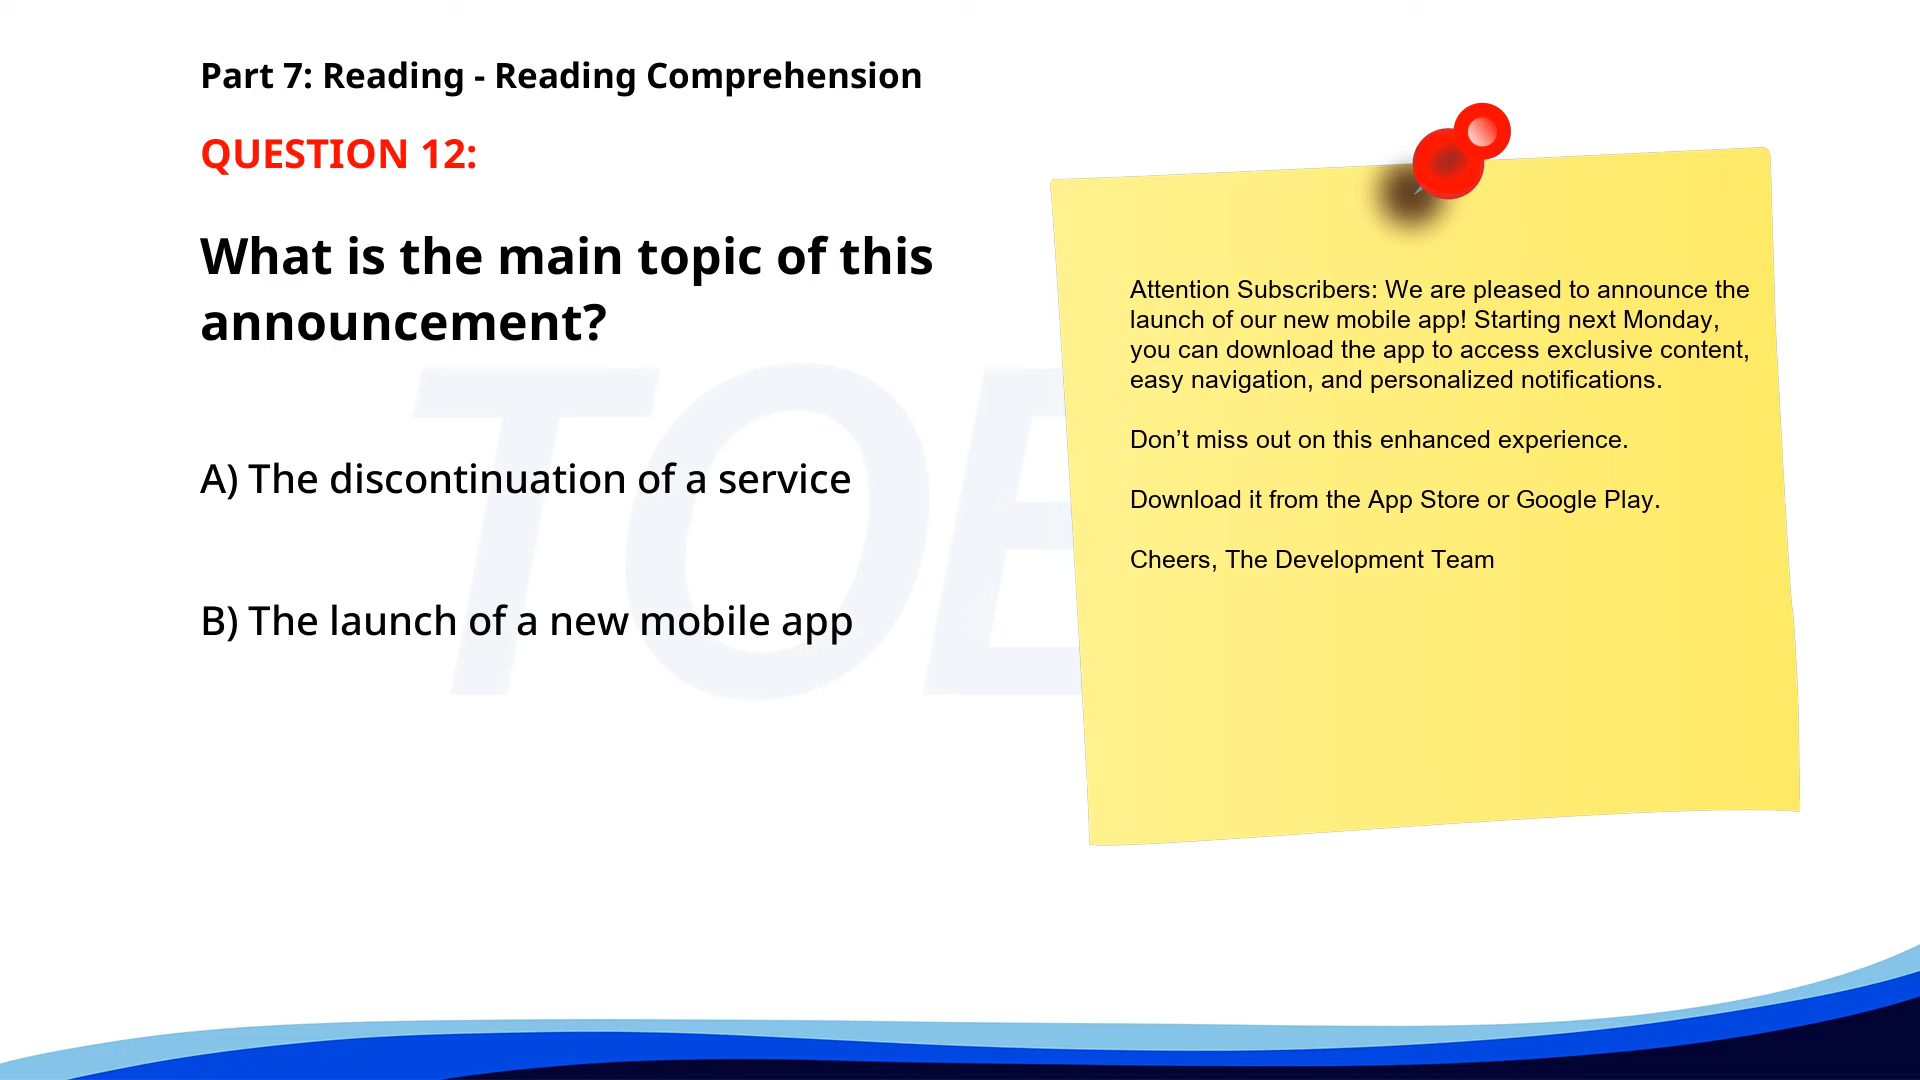 Part 7: Reading - Reading Comprehension
QUESTION 12:
What is the main topic of this
announcement?
A) The discontinuation of a service
B) The launch of a new mobile app
Attention Subscribers: We are pleased to announce the
launch of our new mobile app! Starting next Monday,
you can download the app to access exclusive content,
easy navigation, and personalized notifications.
Don’t miss out on this enhanced experience.
Download it from the App Store or Google Play.
Cheers, The Development Team